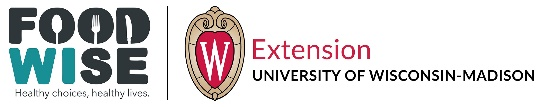 FOOD
WISE
Healthy choices, healthy lives.
W
Extension
UNIVERSITY OF WISCONSIN-MADISON